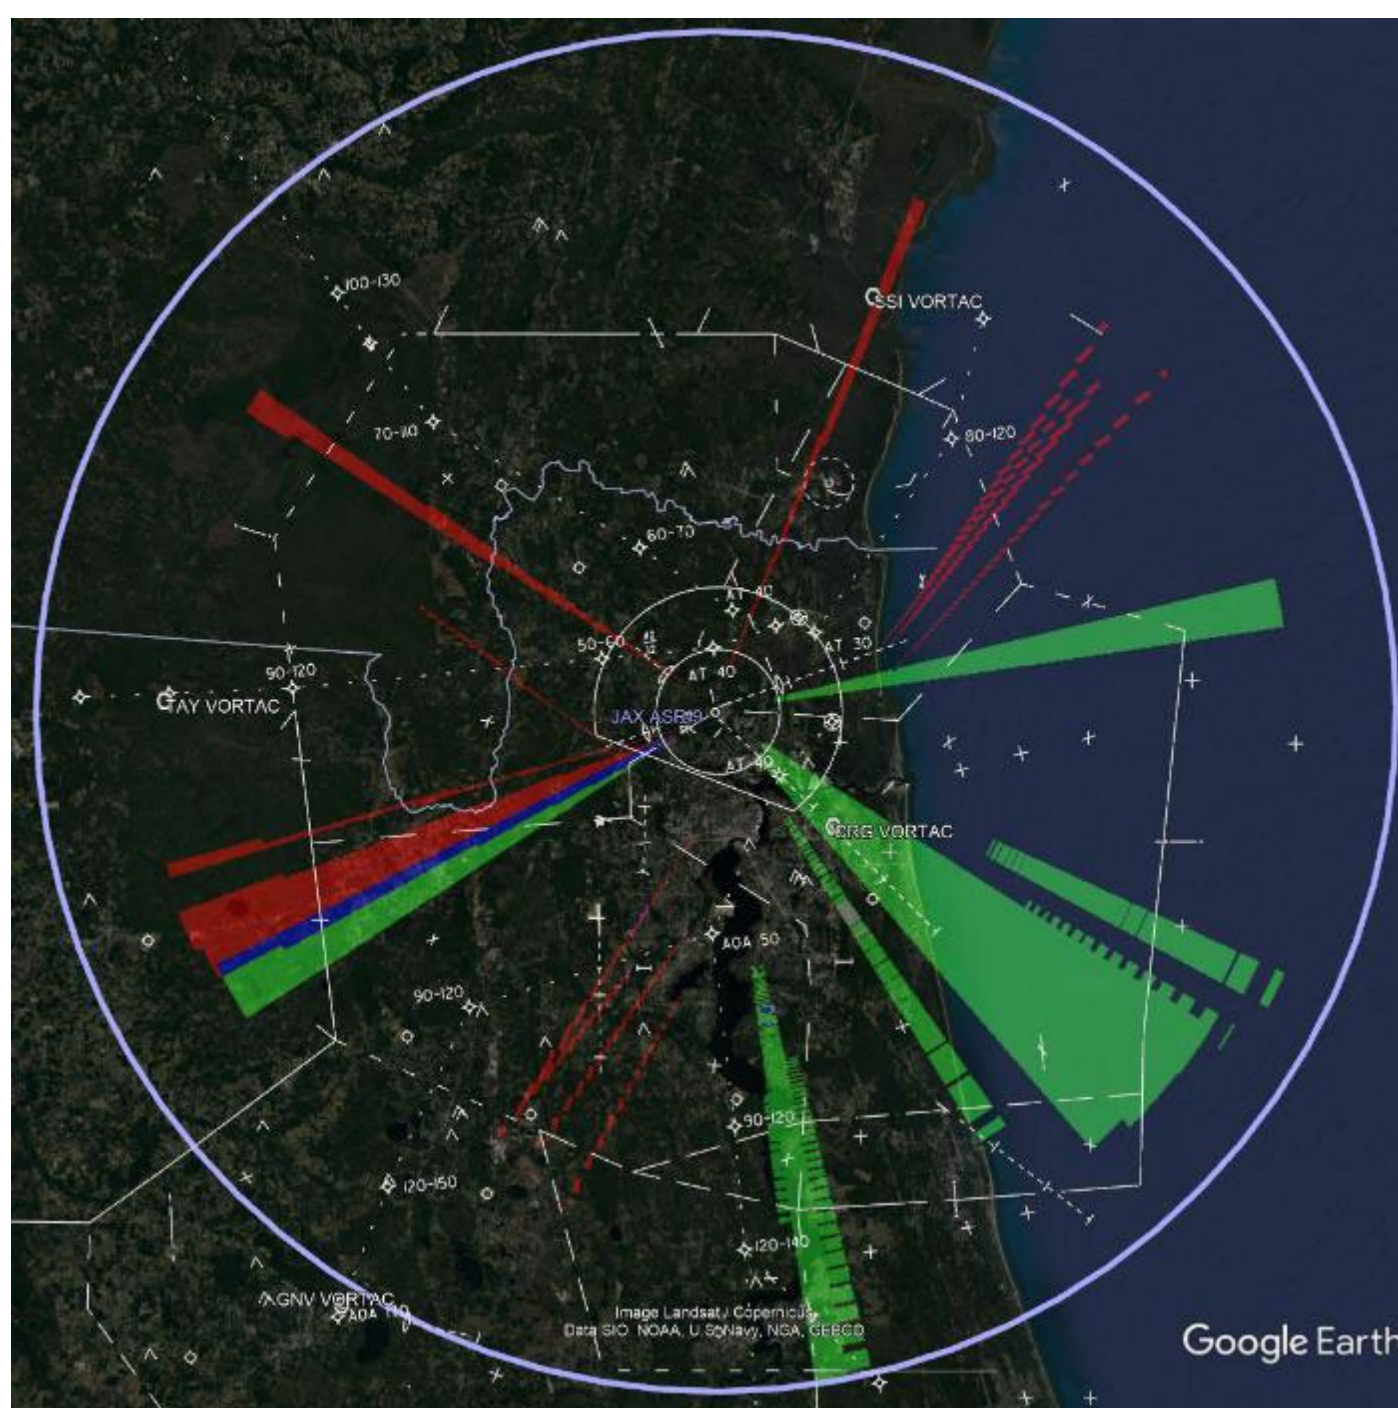 100-130
SSI VORTAC
70-110
80-120
60-70
AT 40
50-60
AT 30
90-120
AT 40
TAY VORTAC
JAX ASR-9
AT 40
CRG VORTAC
AOA 50
90-120
90-120
120-150
120-140
GNV VORTAC
AOA 110
Image Landsat / Copernicus
Data SIO, NOAA, U.S. Navy, NGA, GEBCO
Google Earth